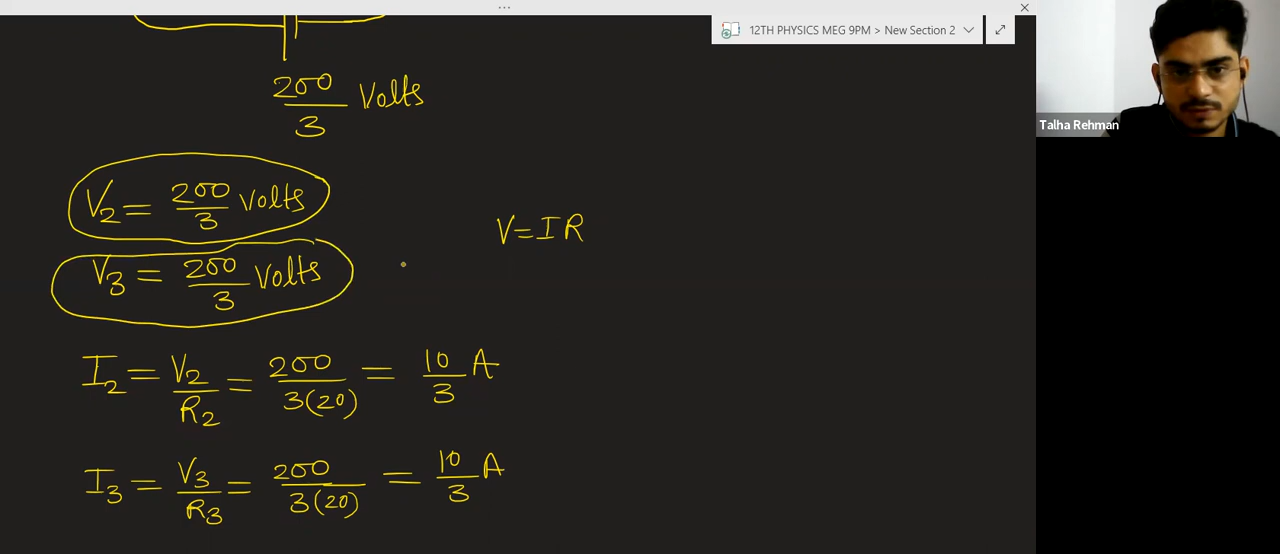 12TH PHYSICS MEG 9PM > New Section 2
Talha Rehman
200/3 Volts
V₂ = 200/3 volts
V = IR
V₃ = 200/3 Volts
I₂ = V₂/R₂ = 200/3(20) = 10/3 A
I₃ = V₃/R₃ = 200/3(20) = 10/3 A